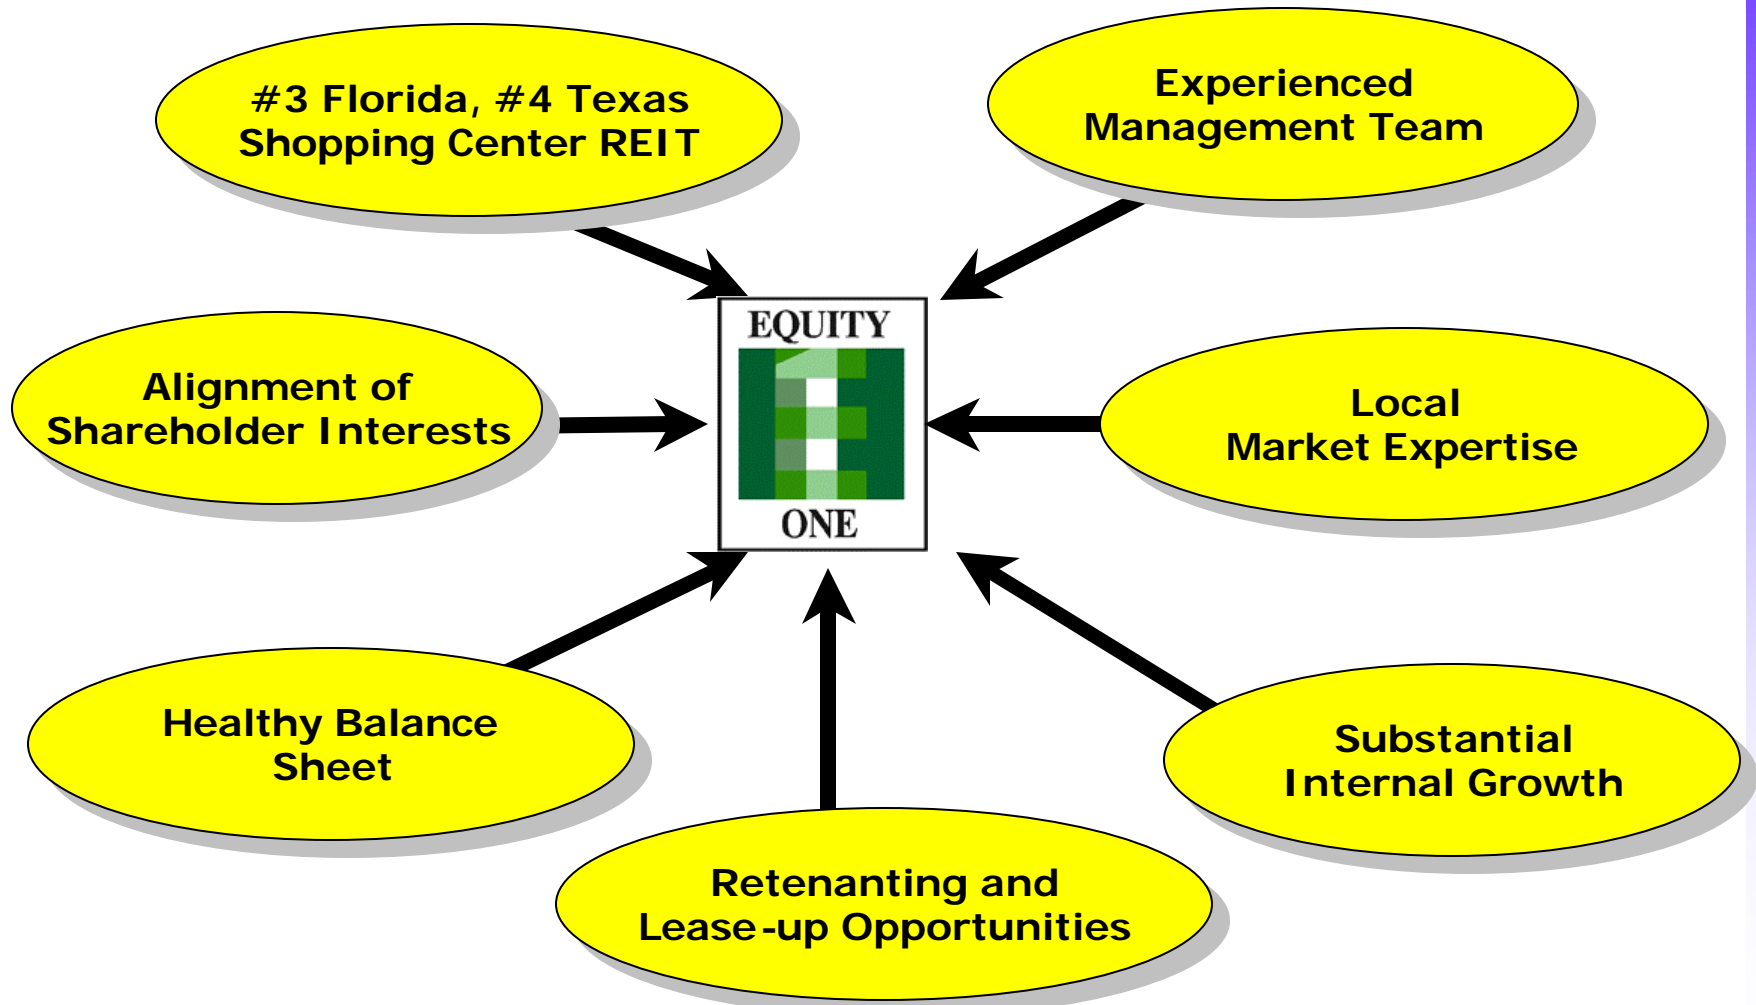 #3 Florida, #4 Texas
Shopping Center REIT
Experienced
Management Team
EQUITY
ONE
Alignment of
Shareholder Interests
Local
Market Expertise
Healthy Balance
Sheet
Substantial
Internal Growth
Retenanting and
Lease-up Opportunities